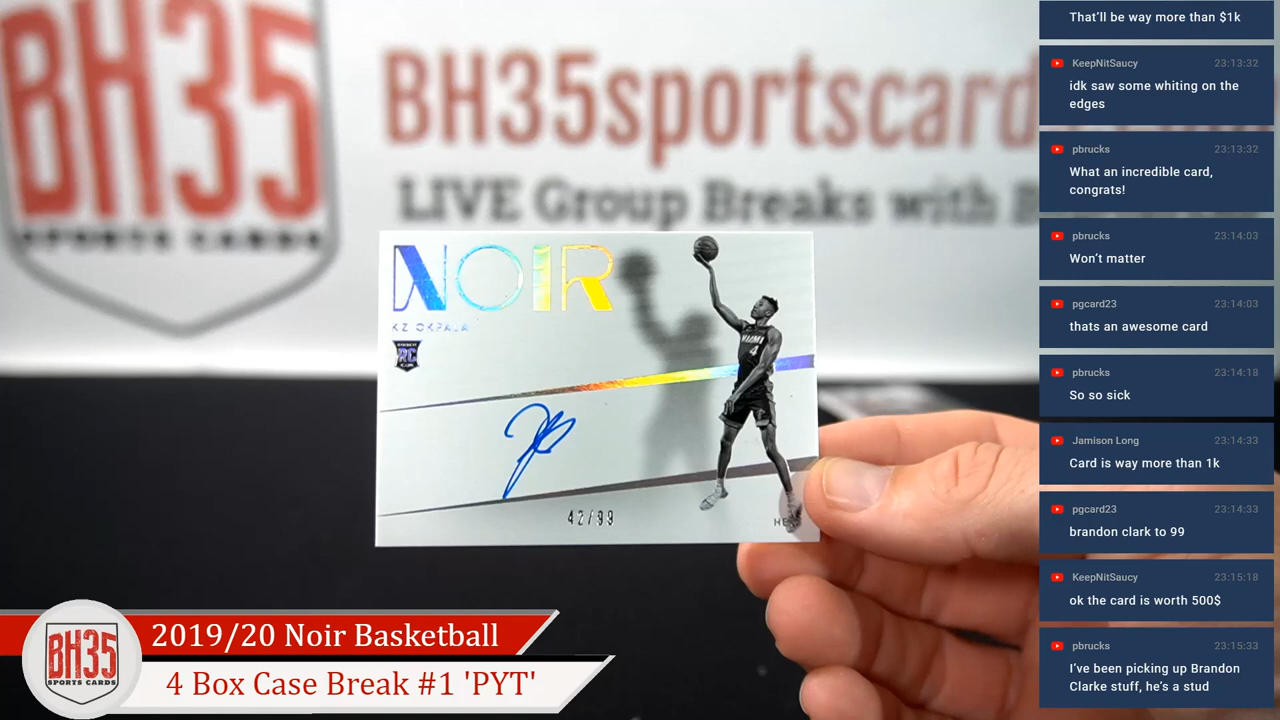 BH35
SPORTS CARDS
BH35sportscard
LIVE Group Breaks with
NOIR
KZ OKPALA
RC
MIAMI
4
42/99
2019/20 Noir Basketball
4 Box Case Break #1 'PYT'
BH35
SPORTS CARDS
That'll be way more than $1k
KeepNitSaucy 23:13:32
idk saw some whiting on the
edges
pbrucks 23:13:32
What an incredible card,
congrats!
pbrucks 23:14:03
Won't matter
pgcard23 23:14:03
thats an awesome card
pbrucks 23:14:18
So so sick
Jamison Long 23:14:33
Card is way more than 1k
pgcard23 23:14:33
brandon clark to 99
KeepNitSaucy 23:15:18
ok the card is worth 500$
pbrucks 23:15:33
I've been picking up Brandon
Clarke stuff, he's a stud